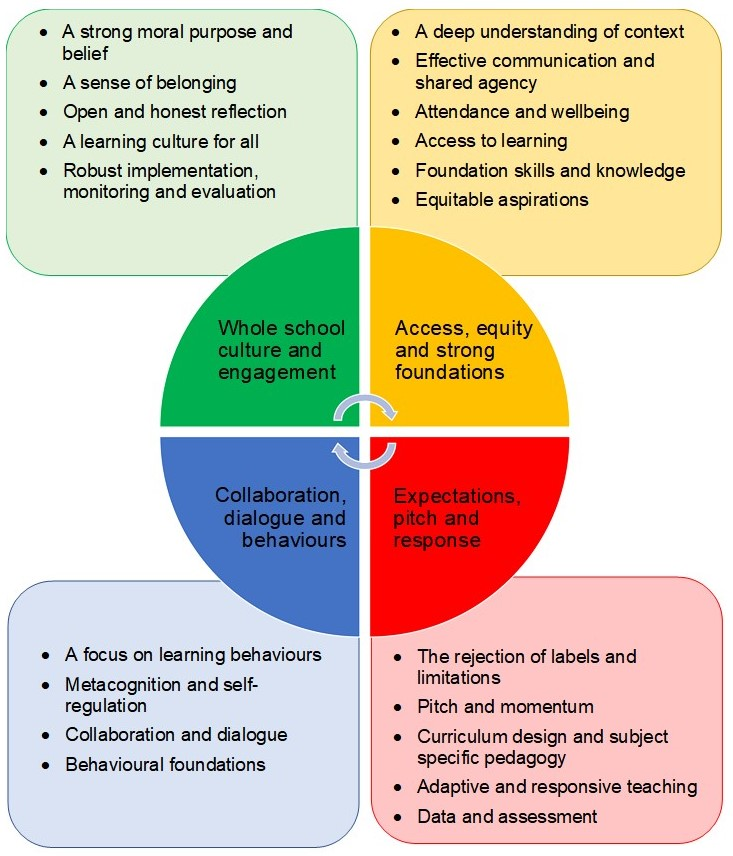 • A strong moral purpose and
belief
• A sense of belonging
• Open and honest reflection
• A learning culture for all
• Robust implementation,
monitoring and evaluation
• A deep understanding of context
• Effective communication and
shared agency
• Attendance and wellbeing
• Access to learning
• Foundation skills and knowledge
• Equitable aspirations
Whole school
culture and
engagement
Access, equity
and strong
foundations
Collaboration,
dialogue and
behaviours
Expectations,
pitch and
response
• A focus on learning behaviours
• Metacognition and self-
regulation
• Collaboration and dialogue
• Behavioural foundations
• The rejection of labels and
limitations
• Pitch and momentum
• Curriculum design and subject
specific pedagogy
• Adaptive and responsive teaching
• Data and assessment